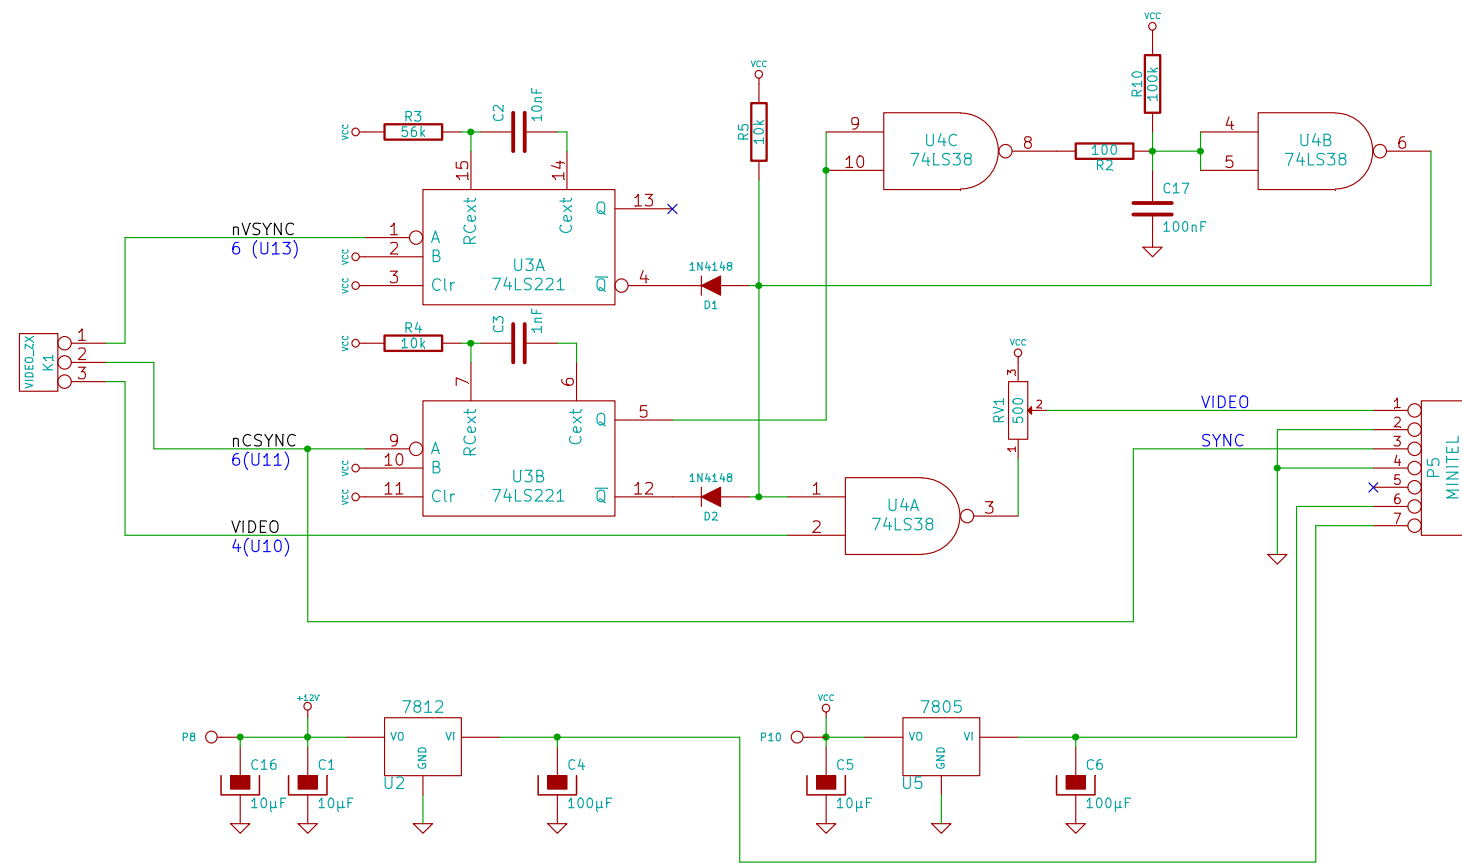 VCC
R3
56k
VCC
C2
10nF
15
14
RCext
Cext
Q
13
nVSYNC
6 (U13)
1
A
VCC
2
B
VCC
3
Clr
U3A
74LS221
Q
4
1N4148
D1
VCC
R5
10k
9
10
U4C
74LS38
8
100
R2
VCC
R10
100k
C17
100nF
4
5
U4B
74LS38
6
VIDEO_ZX
K1
1
2
3
VCC
R4
10k
C3
1nF
7
6
RCext
Cext
Q
5
nCSYNC
6(U11)
9
A
VCC
10
B
VCC
11
Clr
U3B
74LS221
Q
12
1N4148
D2
VIDEO
4(U10)
1
2
U4A
74LS38
3
VCC
3
RV1
500
2
1
VIDEO
SYNC
1
2
3
4
5
6
7
P5
MINITEL
P8
+12V
C16
10µF
C1
10µF
7812
VO
VI
GND
U2
C4
100µF
P10
VCC
C5
10µF
7805
VO
VI
GND
U5
C6
100µF